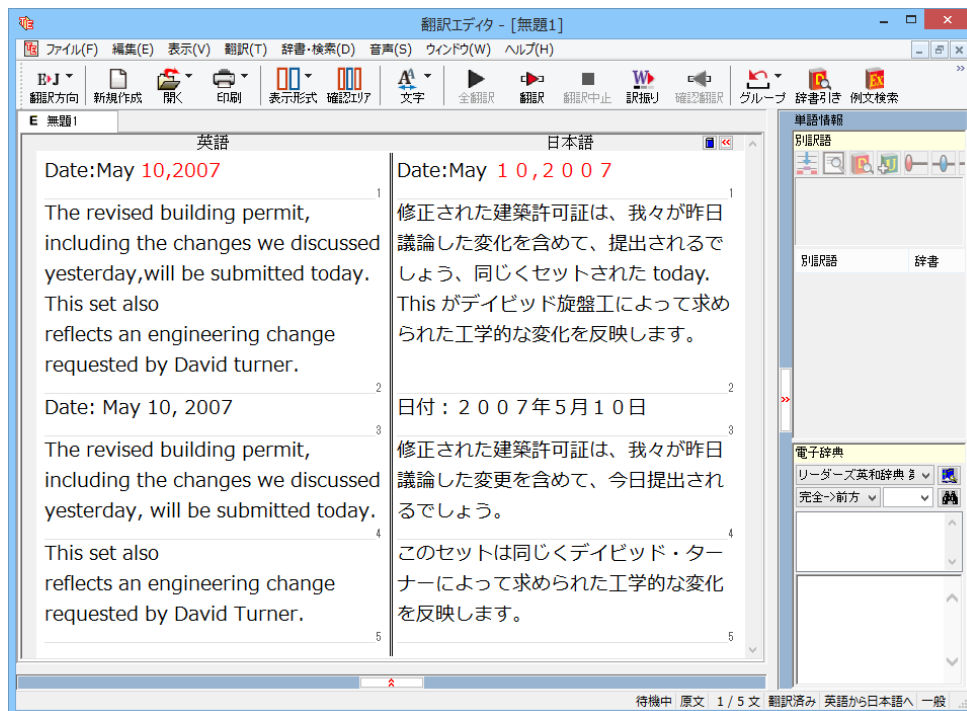 翻訳エディタ - [無題1]
ファイル(F) 編集(E) 表示(V) 翻訳(T) 辞書・検索(D) 音声(S) ウィンドウ(W) ヘルプ(H)
E▸J
翻訳方向 新規作成 開く 印刷 表示形式 確認エリア 文字 全翻訳 翻訳 翻訳中止 訳振り 確認翻訳 グループ 辞書引き 例文検索
E 無題1
英語
日本語
Date:May 10,2007
1
Date:May １０,２００７
1
The revised building permit,
including the changes we discussed
yesterday,will be submitted today.
This set also
reflects an engineering change
requested by David turner.
2
修正された建築許可証は、我々が昨日
議論した変化を含めて、提出されるで
しょう、同じくセットされた today.
This がデイビッド旋盤工によって求め
られた工学的な変化を反映します。
2
Date: May 10, 2007
3
日付：２００７年５月１０日
3
The revised building permit,
including the changes we discussed
yesterday, will be submitted today.
4
修正された建築許可証は、我々が昨日
議論した変更を含めて、今日提出され
るでしょう。
4
This set also
reflects an engineering change
requested by David Turner.
5
このセットは同じくデイビッド・ター
ナーによって求められた工学的な変化
を反映します。
5
単語情報
別訳語
別訳語 辞書
電子辞典
リーダーズ英和辞典
完全->前方
待機中 原文 1 / 5 文 翻訳済み 英語から日本語へ 一般